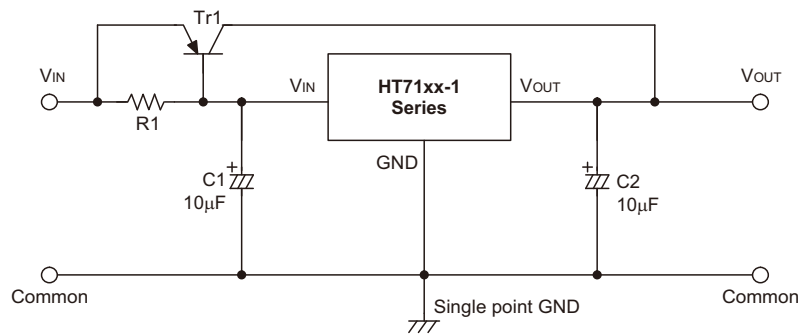 Tr1
VIN
R1
VIN
HT71xx-1
Series
VOUT
VOUT
GND
+
C1
10μF
+
C2
10μF
Common
Single point GND
Common